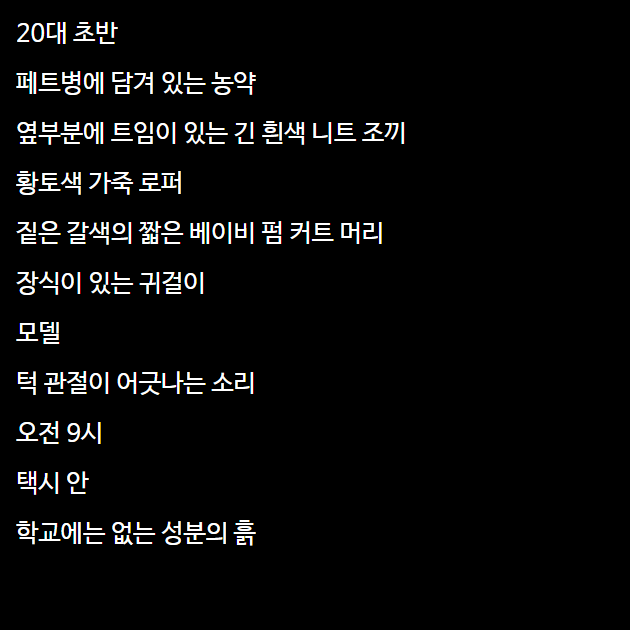 20대 초반
페트병에 담겨 있는 농약
옆부분에 트임이 있는 긴 흰색 니트 조끼
황토색 가죽 로퍼
짙은 갈색의 짧은 베이비 펌 커트 머리
장식이 있는 귀걸이
모델
턱 관절이 어긋나는 소리
오전 9시
택시 안
학교에는 없는 성분의 흙